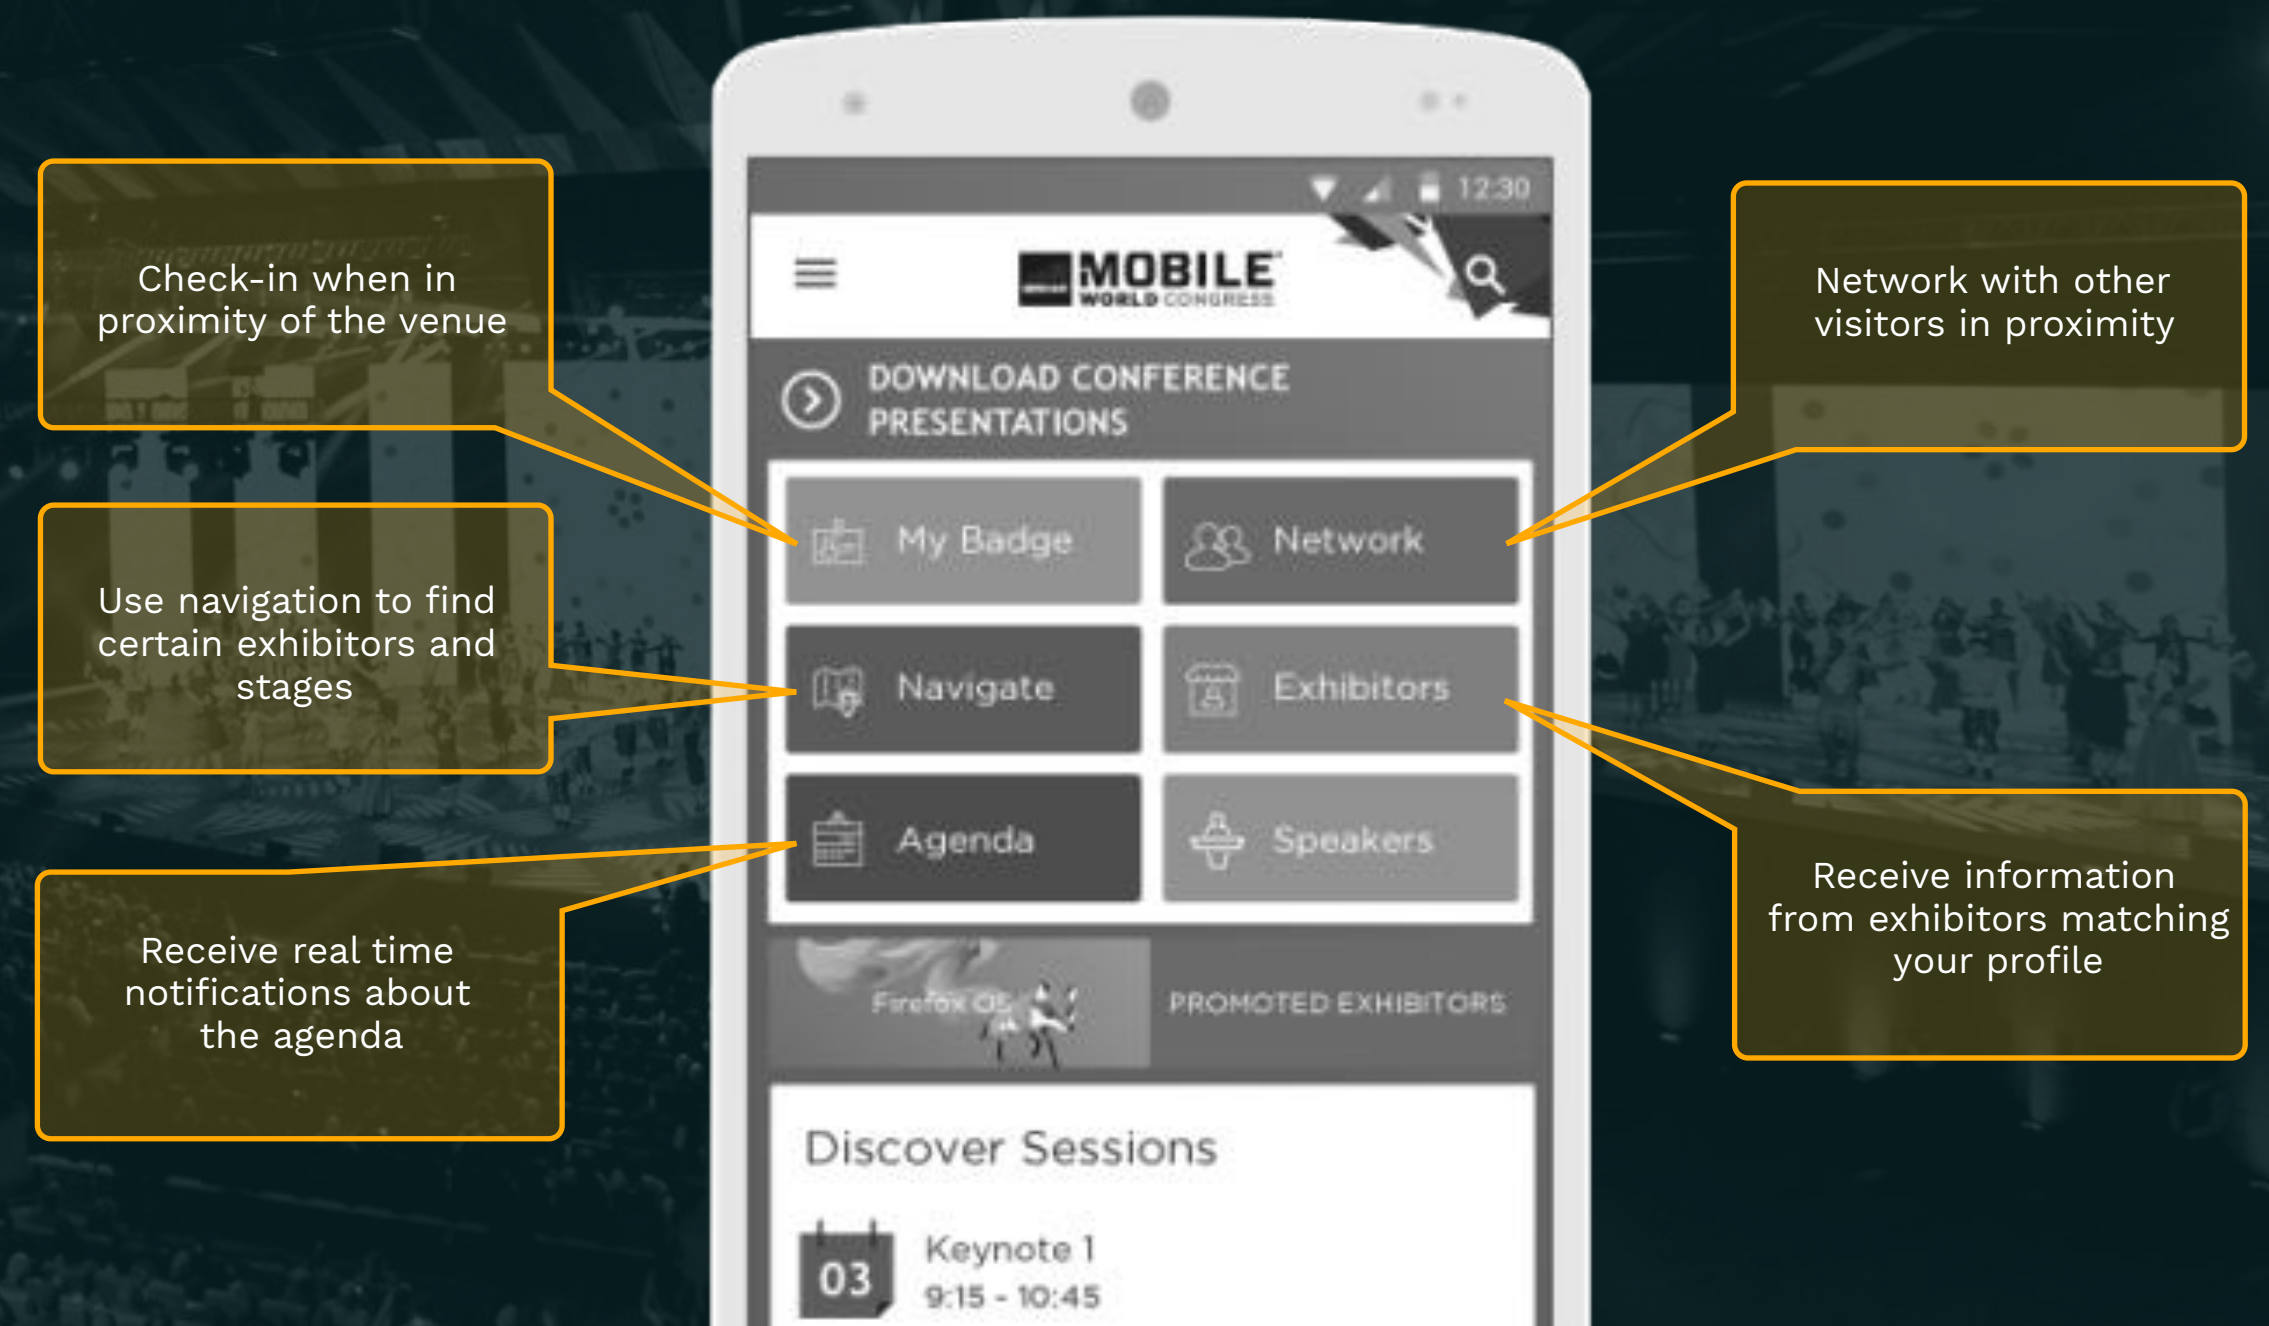 Check-in when in
proximity of the venue
Use navigation to find
certain exhibitors and
stages
Receive real time
notifications about
the agenda
12:30
MOBILE
WORLD CONGRESS
DOWNLOAD CONFERENCE
PRESENTATIONS
My Badge
Network
Navigate
Exhibitors
Agenda
Speakers
Firefox OS
PROMOTED EXHIBITORS
Discover Sessions
03
Keynote 1
9:15 - 10:45
Network with other
visitors in proximity
Receive information
from exhibitors matching
your profile